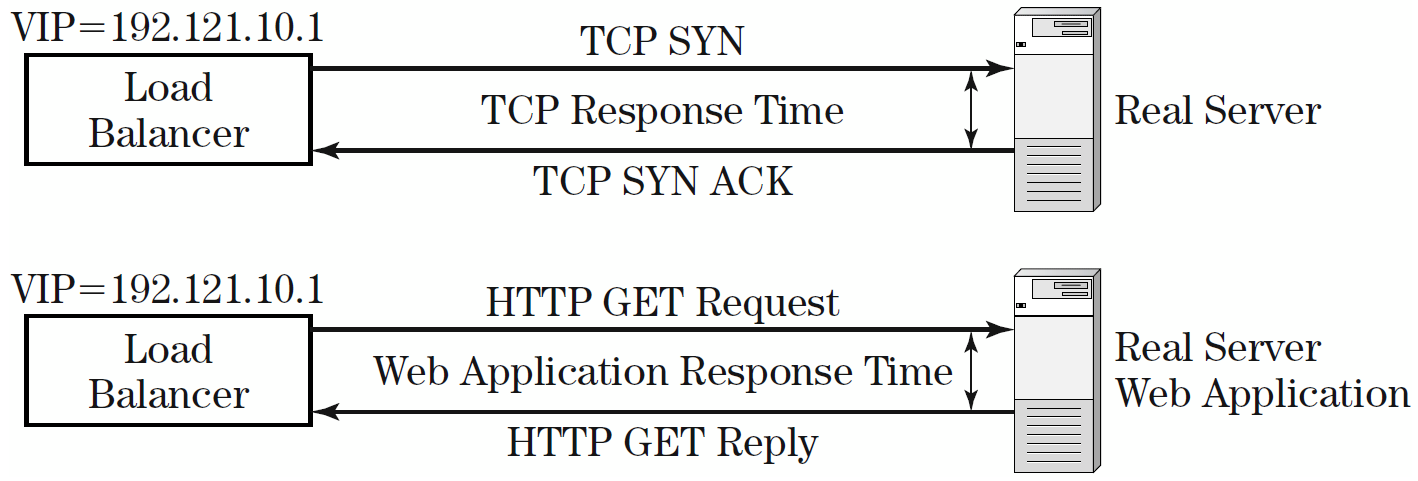 VIP=192.121.10.1
TCP SYN
Load
Balancer
TCP Response Time
Real Server
TCP SYN ACK
VIP=192.121.10.1
HTTP GET Request
Load
Balancer
Web Application Response Time
Real Server
Web Application
HTTP GET Reply